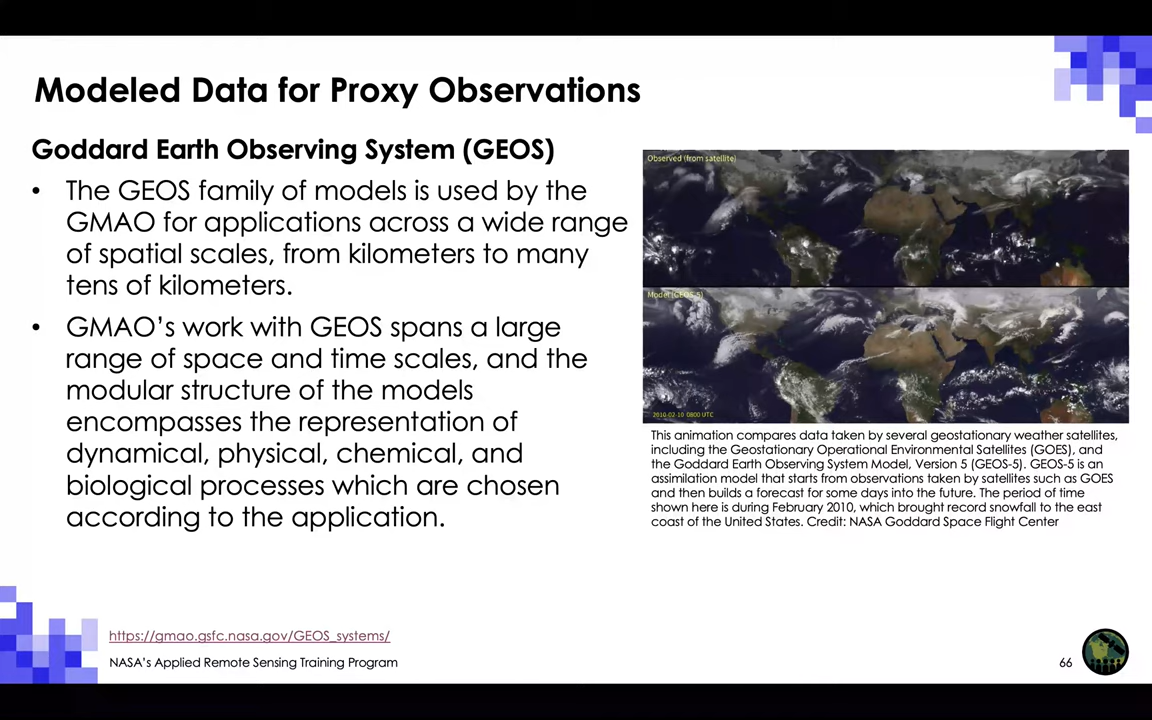 Modeled Data for Proxy Observations
Goddard Earth Observing System (GEOS)
• The GEOS family of models is used by the
GMAO for applications across a wide range
of spatial scales, from kilometers to many
tens of kilometers.
• GMAO’s work with GEOS spans a large
range of space and time scales, and the
modular structure of the models
encompasses the representation of
dynamical, physical, chemical, and
biological processes which are chosen
according to the application.
Observed (from satellite)
Model (GEOS-5)
2010-02-10 0800 UTC
This animation compares data taken by several geostationary weather satellites,
including the Geostationary Operational Environmental Satellites (GOES), and
the Goddard Earth Observing System Model, Version 5 (GEOS-5). GEOS-5 is an
assimilation model that starts from observations taken by satellites such as GOES
and then builds a forecast for some days into the future. The period of time
shown here is during February 2010, which brought record snowfall to the east
coast of the United States. Credit: NASA Goddard Space Flight Center
https://gmao.gsfc.nasa.gov/GEOS_systems/
NASA’s Applied Remote Sensing Training Program
66